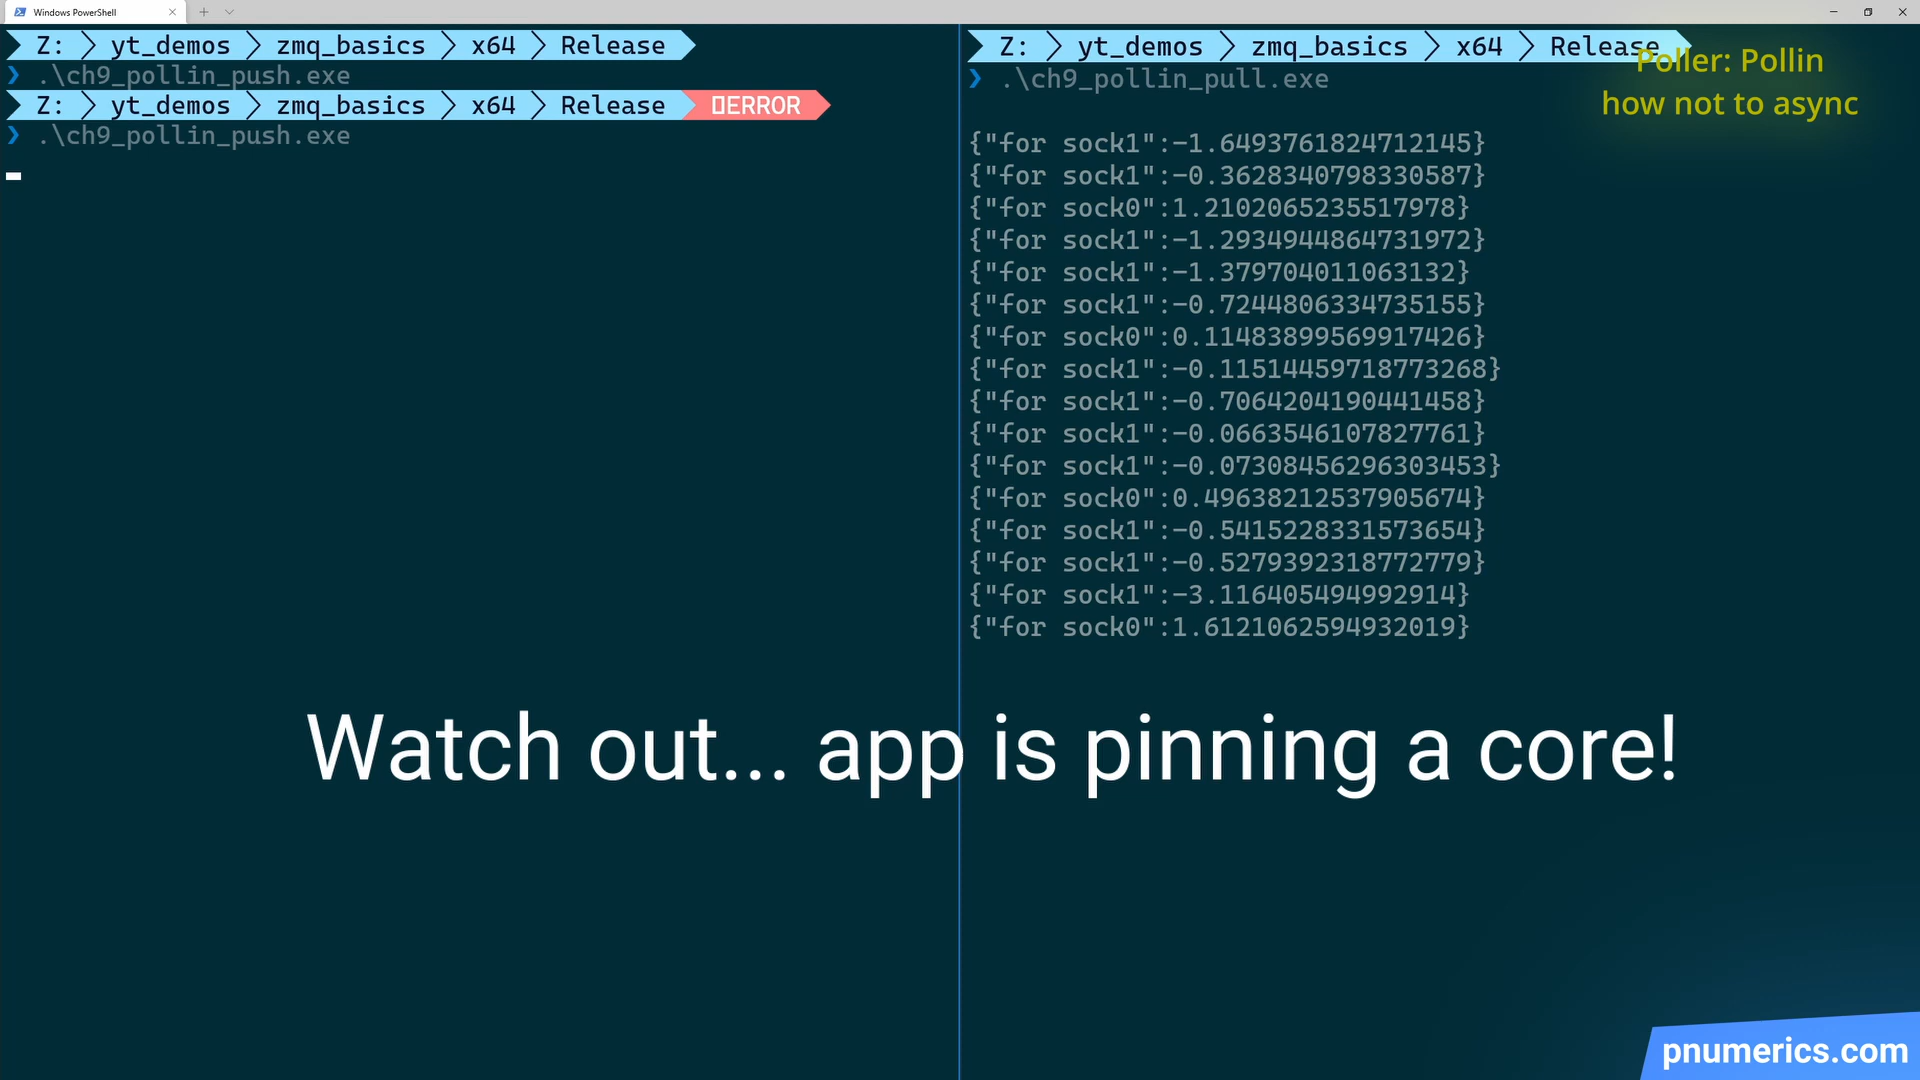 Windows PowerShell
Z: yt_demos zmq_basics x64 Release
.\ch9_pollin_push.exe
Z: yt_demos zmq_basics x64 Release ERROR
.\ch9_pollin_push.exe
Z: yt_demos zmq_basics x64 Release
.\ch9_pollin_pull.exe
Poller: Pollin
how not to async
{"for sock1":-1.6493761824712145}
{"for sock1":-0.3628340798330587}
{"for sock0":1.2102065235517978}
{"for sock1":-1.2934944864731972}
{"for sock1":-1.379704011063132}
{"for sock1":-0.7244806334735155}
{"for sock0":0.11483899569917426}
{"for sock1":-0.11514459718773268}
{"for sock1":-0.7064204190441458}
{"for sock1":-0.0663546107827761}
{"for sock1":-0.07308456296303453}
{"for sock0":0.49638212537905674}
{"for sock1":-0.5415228331573654}
{"for sock1":-0.5279392318772779}
{"for sock1":-3.116405494992914}
{"for sock0":1.6121062594932019}
Watch out... app is pinning a core!
pnumerics.com